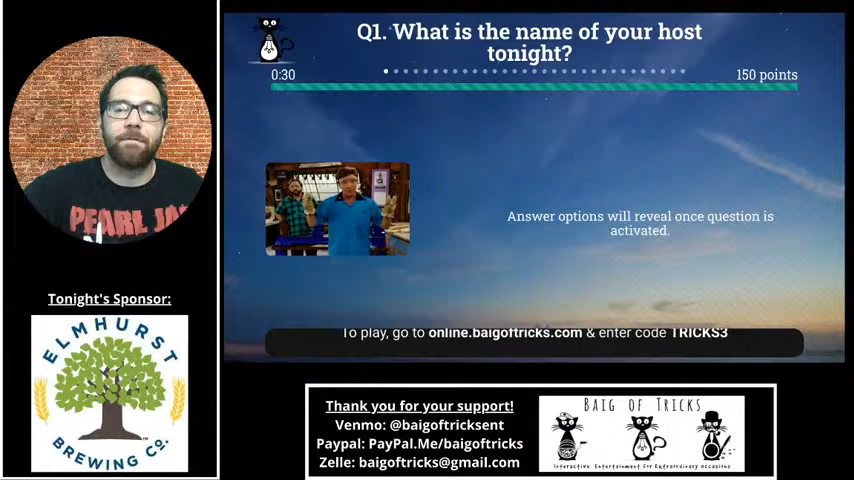 Q1. What is the name of your host
tonight?
0:30
150 points
Answer options will reveal once question is
activated.
To play, go to online.baigoftricks.com & enter code TRICKS3
PEARL JA
Tonight's Sponsor:
ELMHURST
BREWING CO.
Thank you for your support!
Venmo: @baigoftricksent
Paypal: PayPal.Me/baigoftricks
Zelle: baigoftricks@gmail.com
BAIG OF TRICKS
Interactive Entertainment for Extraordinary occasions